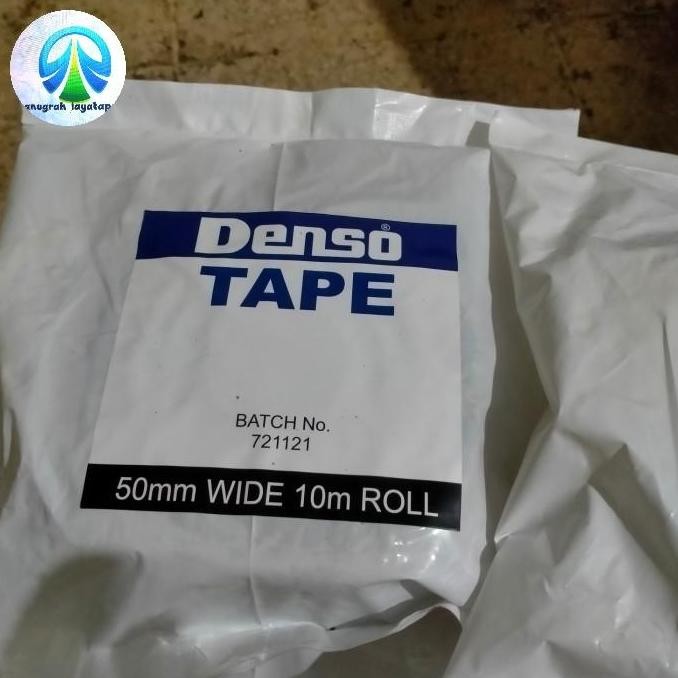 anugrah jayatap
Denso®
TAPE
BATCH No.
721121
50mm WIDE 10m ROLL